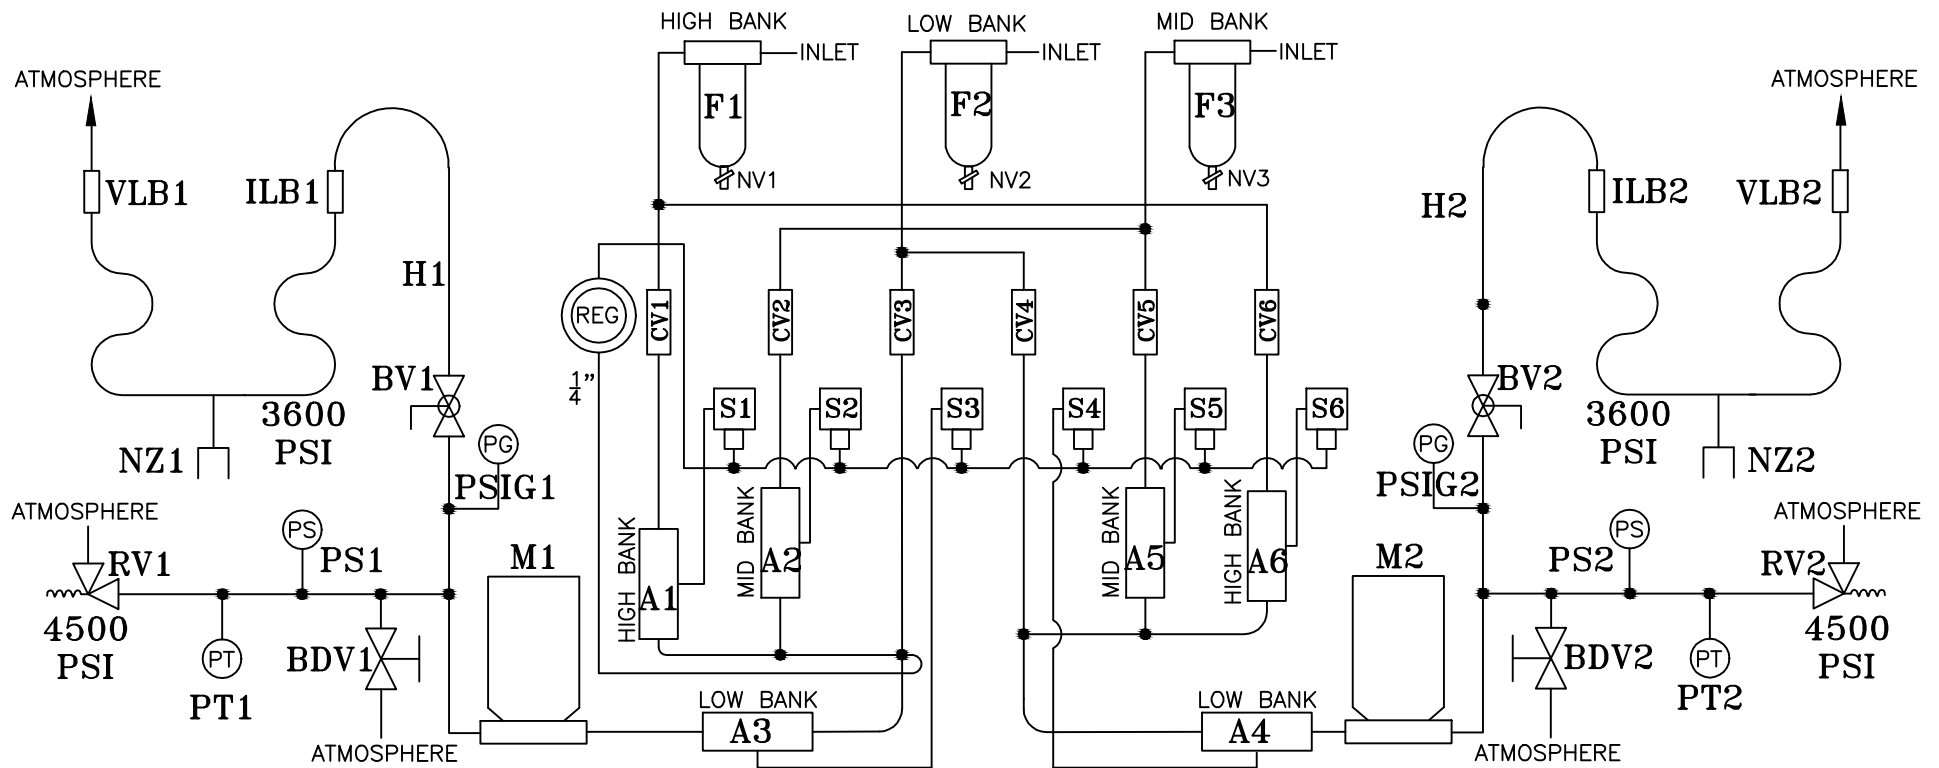 HIGH BANK
LOW BANK
MID BANK
INLET
INLET
INLET
ATMOSPHERE
ATMOSPHERE
F1
F2
F3
NV1
NV2
NV3
VLB1
ILB1
H2
ILB2
VLB2
H1
REG
CV1
CV2
CV3
CV4
CV5
CV6
1/4"
BV1
BV2
3600
PSI
3600
PSI
S1
S2
S3
S4
S5
S6
PG
PG
NZ1
NZ2
PSIG1
PSIG2
ATMOSPHERE
ATMOSPHERE
PS
PS
RV1
PS1
M1
HIGH BANK
A1
MID BANK
A2
MID BANK
A5
HIGH BANK
A6
M2
PS2
RV2
4500
PSI
4500
PSI
PT
PT
BDV1
BDV2
PT1
PT2
LOW BANK
A3
LOW BANK
A4
ATMOSPHERE
ATMOSPHERE